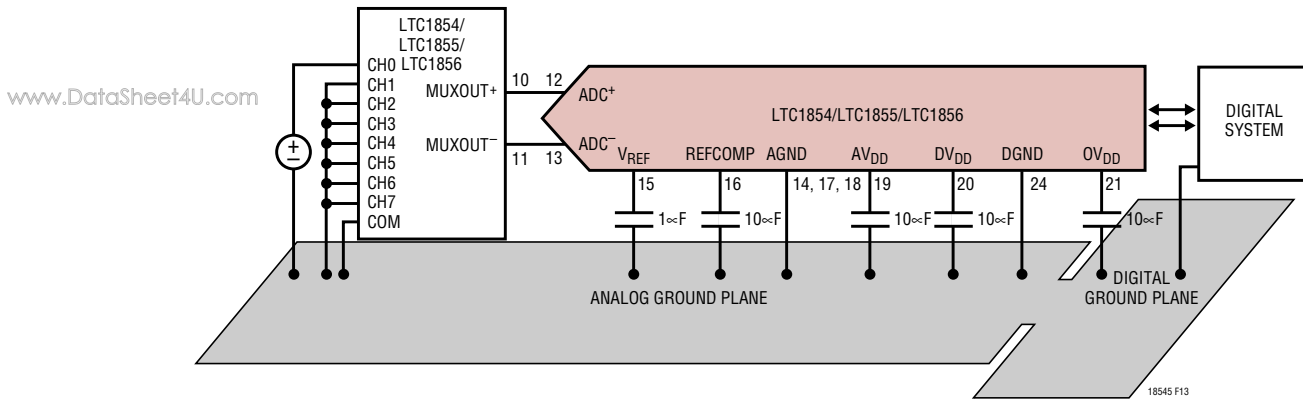 LTC1854/
LTC1855/
LTC1856
CH0
CH1
CH2
CH3
CH4
CH5
CH6
CH7
COM
MUXOUT+
MUXOUT−
10 12
11 13
www.DataSheet4U.com
+
−
ADC+
ADC−
LTC1854/LTC1855/LTC1856
VREF REFCOMP AGND AVDD DVDD DGND OVDD
15 16 14, 17, 18 19 20 24 21
1∝F 10∝F 10∝F 10∝F 10∝F
DIGITAL
SYSTEM
ANALOG GROUND PLANE
DIGITAL
GROUND PLANE
18545 F13